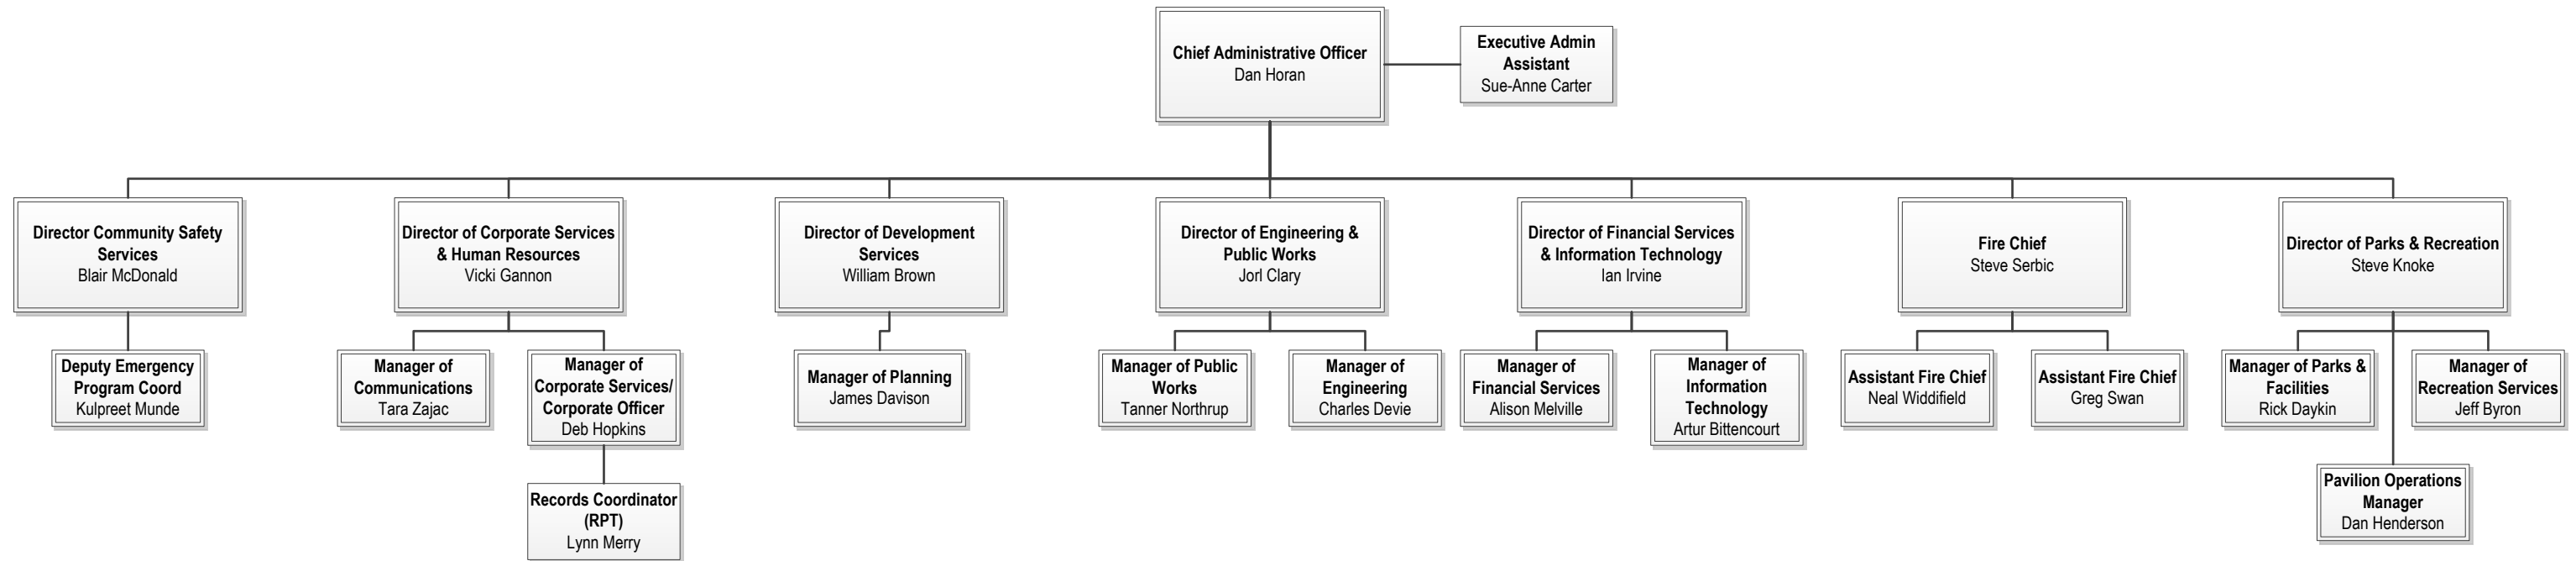 Chief Administrative Officer
Dan Horan
Executive Admin
Assistant
Sue-Anne Carter
Director Community Safety
Services
Blair McDonald
Director of Corporate Services
& Human Resources
Vicki Gannon
Director of Development
Services
William Brown
Director of Engineering &
Public Works
Jorl Clary
Director of Financial Services
& Information Technology
Ian Irvine
Fire Chief
Steve Serbic
Director of Parks & Recreation
Steve Knoke
Deputy Emergency
Program Coord
Kulpreet Munde
Manager of
Communications
Tara Zajac
Manager of
Corporate Services/
Corporate Officer
Deb Hopkins
Manager of Planning
James Davison
Manager of Public
Works
Tanner Northrup
Manager of
Engineering
Charles Devie
Manager of
Financial Services
Alison Melville
Manager of
Information
Technology
Artur Bittencourt
Assistant Fire Chief
Neal Widdifield
Assistant Fire Chief
Greg Swan
Manager of Parks &
Facilities
Rick Daykin
Manager of
Recreation Services
Jeff Byron
Records Coordinator
(RPT)
Lynn Merry
Pavilion Operations
Manager
Dan Henderson